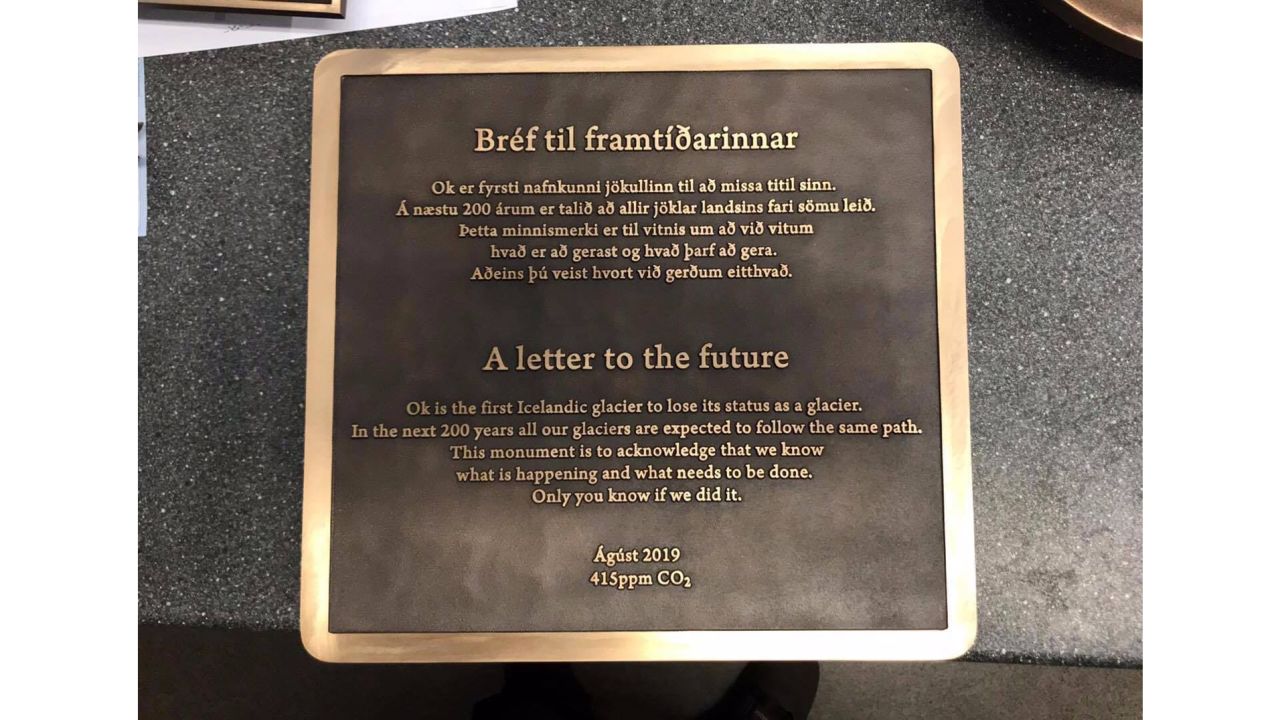 Bréf til framtíðarinnar
Ok er fyrsti nafnkunni jökullinn til að missa titil sinn.
Á næstu 200 árum er talið að allir jöklar landsins fari sömu leið.
Þetta minnismerki er til vitnis um að við vitum
hvað er að gerast og hvað þarf að gera.
Aðeins þú veist hvort við gerðum eitthvað.
A letter to the future
Ok is the first Icelandic glacier to lose its status as a glacier.
In the next 200 years all our glaciers are expected to follow the same path.
This monument is to acknowledge that we know
what is happening and what needs to be done.
Only you know if we did it.
Ágúst 2019
415ppm CO₂